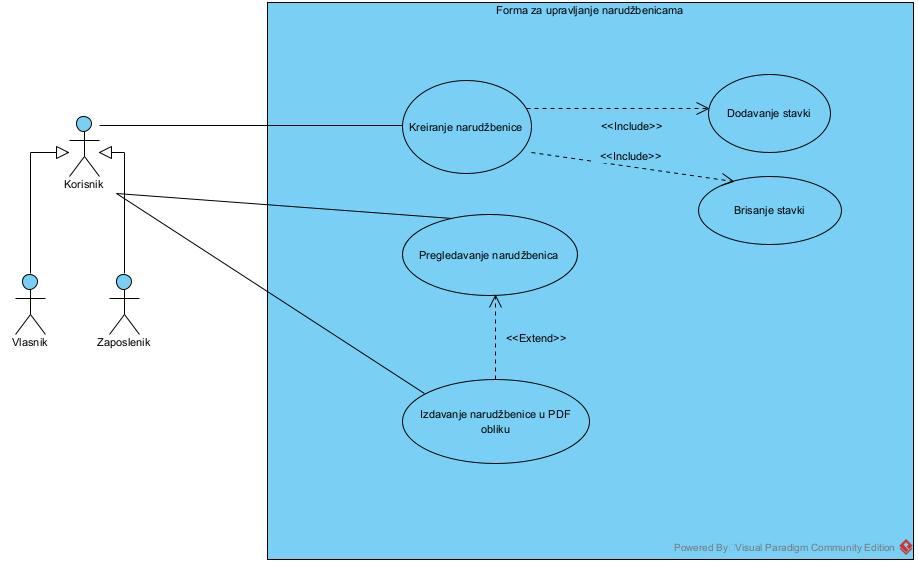 Forma za upravljanje narudžbenicama
Kreiranje narudžbenice
<<Include>>
Dodavanje stavki
<<Include>>
Brisanje stavki
Korisnik
Pregledavanje narudžbenica
<<Extend>>
Vlasnik
Zaposlenik
Izdavanje narudžbenice u PDF
obliku
Powered By: Visual Paradigm Community Edition